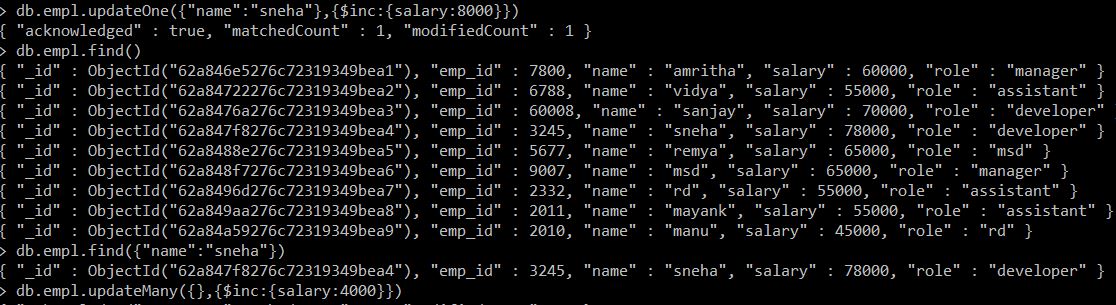 > db.empl.updateOne({"name":"sneha"},{$inc:{salary:8000}})
{ "acknowledged" : true, "matchedCount" : 1, "modifiedCount" : 1 }
> db.empl.find()
{ "_id" : ObjectId("62a846e5276c72319349bea1"), "emp_id" : 7800, "name" : "amritha", "salary" : 60000, "role" : "manager" }
{ "_id" : ObjectId("62a84722276c72319349bea2"), "emp_id" : 6788, "name" : "vidya", "salary" : 55000, "role" : "assistant" }
{ "_id" : ObjectId("62a8476a276c72319349bea3"), "emp_id" : 60008, "name" : "sanjay", "salary" : 70000, "role" : "developer"
{ "_id" : ObjectId("62a847f8276c72319349bea4"), "emp_id" : 3245, "name" : "sneha", "salary" : 78000, "role" : "developer" }
{ "_id" : ObjectId("62a8488e276c72319349bea5"), "emp_id" : 5677, "name" : "remya", "salary" : 65000, "role" : "msd" }
{ "_id" : ObjectId("62a848f7276c72319349bea6"), "emp_id" : 9007, "name" : "msd", "salary" : 65000, "role" : "manager" }
{ "_id" : ObjectId("62a8496d276c72319349bea7"), "emp_id" : 2332, "name" : "rd", "salary" : 55000, "role" : "assistant" }
{ "_id" : ObjectId("62a849aa276c72319349bea8"), "emp_id" : 2011, "name" : "mayank", "salary" : 55000, "role" : "assistant" }
{ "_id" : ObjectId("62a84a59276c72319349bea9"), "emp_id" : 2010, "name" : "manu", "salary" : 45000, "role" : "rd" }
> db.empl.find({"name":"sneha"})
{ "_id" : ObjectId("62a847f8276c72319349bea4"), "emp_id" : 3245, "name" : "sneha", "salary" : 78000, "role" : "developer" }
> db.empl.updateMany({},{$inc:{salary:4000}})